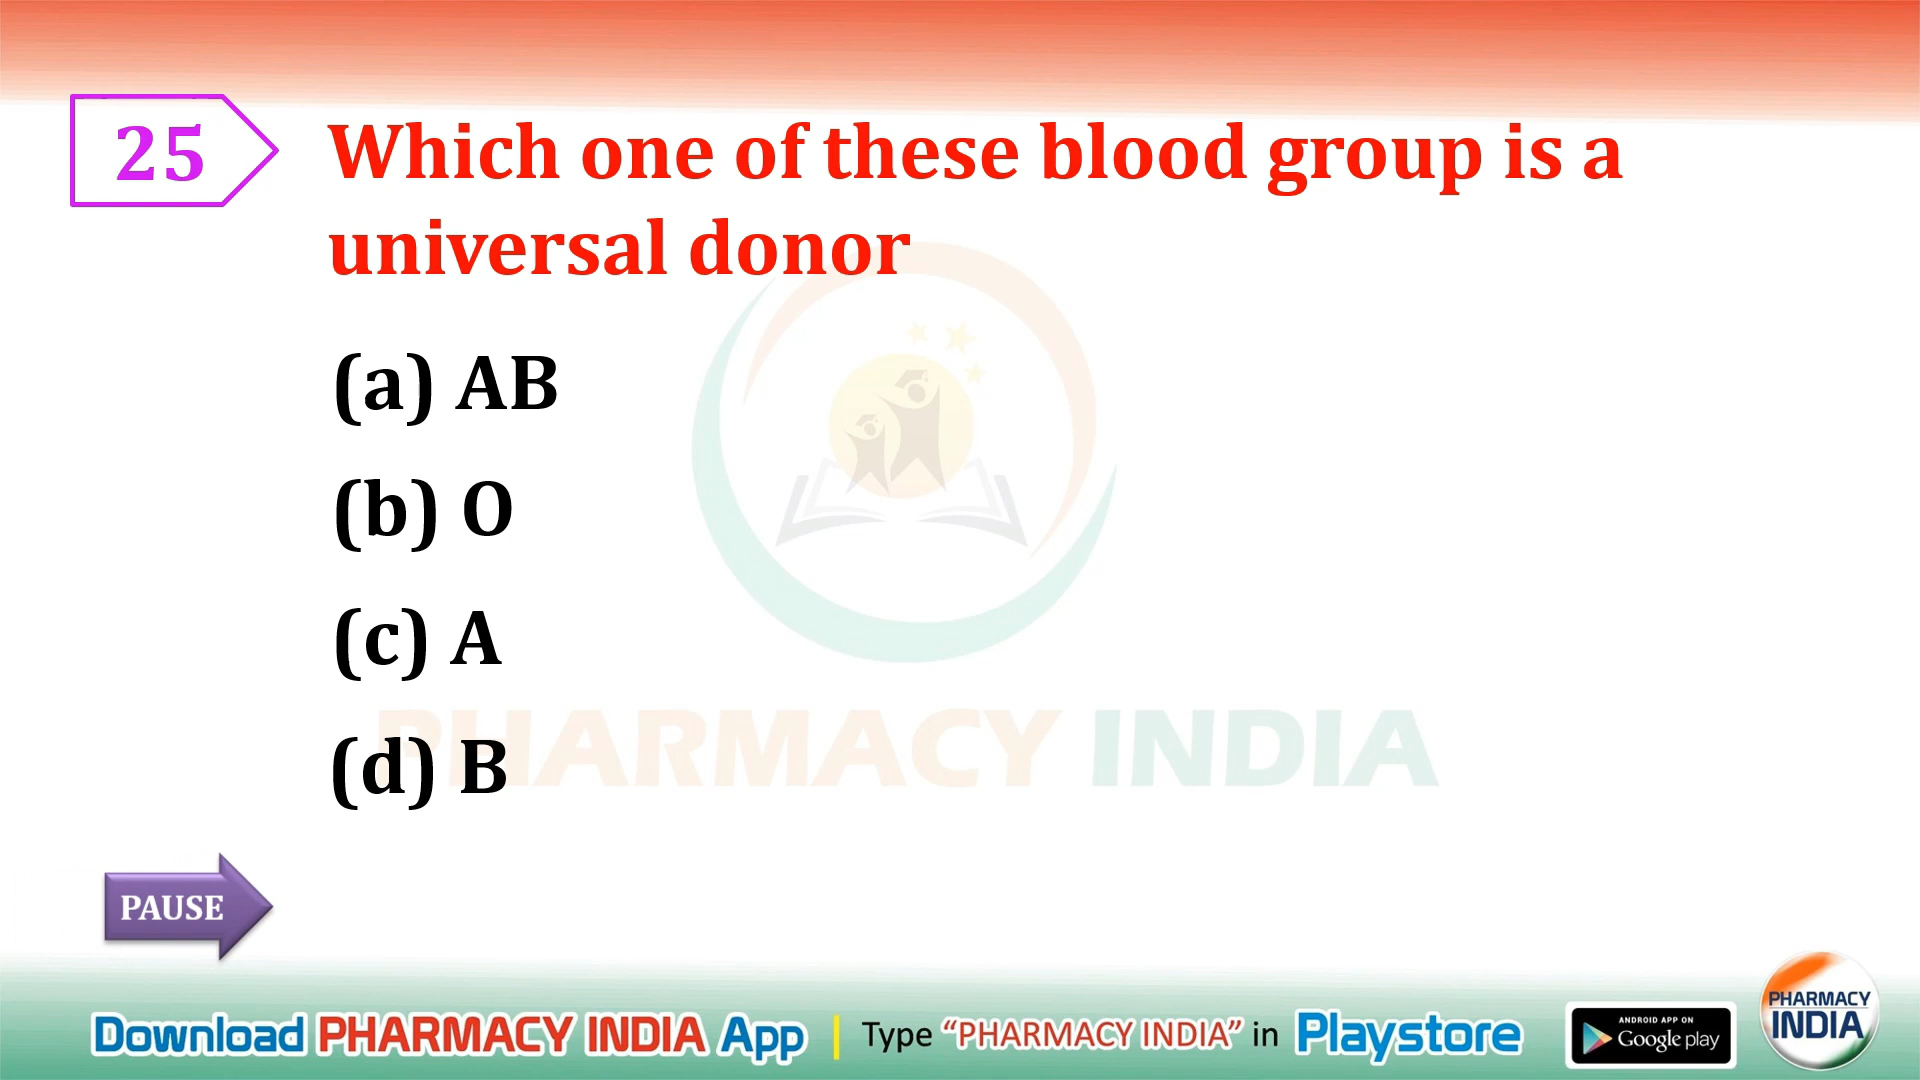 25
Which one of these blood group is a
universal donor
(a) AB
(b) O
(c) A
(d) B
PHARMACY INDIA
PAUSE
Download PHARMACY INDIA App | Type “PHARMACY INDIA” in Playstore
ANDROID APP ON
Google play
PHARMACY
INDIA